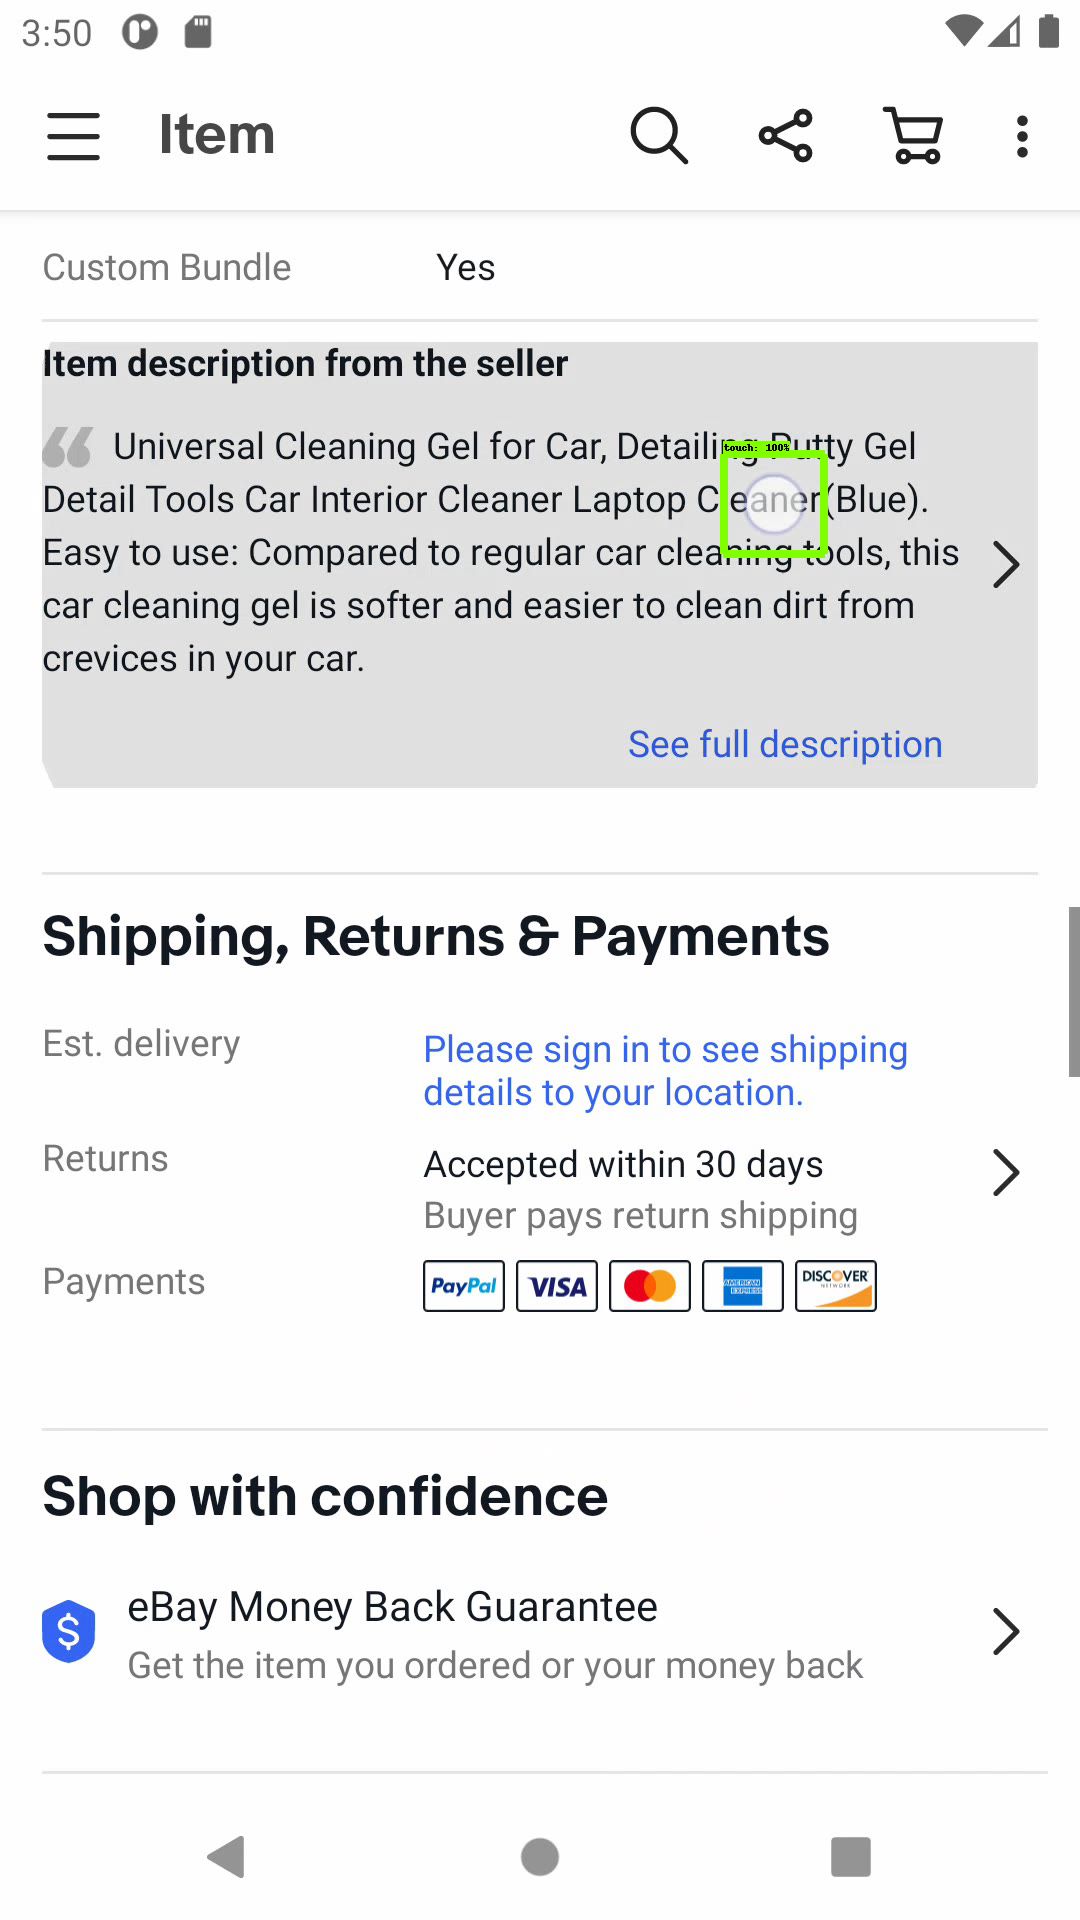 3:50
Item
Custom Bundle Yes
Item description from the seller
touch: 100%
Universal Cleaning Gel for Car, Detailing Putty Gel
Detail Tools Car Interior Cleaner Laptop Cleaner(Blue).
Easy to use: Compared to regular car cleaning tools, this
car cleaning gel is softer and easier to clean dirt from
crevices in your car.
See full description
Shipping, Returns & Payments
Est. delivery Please sign in to see shipping
details to your location.
Returns Accepted within 30 days
Buyer pays return shipping
Payments PayPal VISA AMERICAN EXPRESS DISCOVER NETWORK
Shop with confidence
eBay Money Back Guarantee
Get the item you ordered or your money back